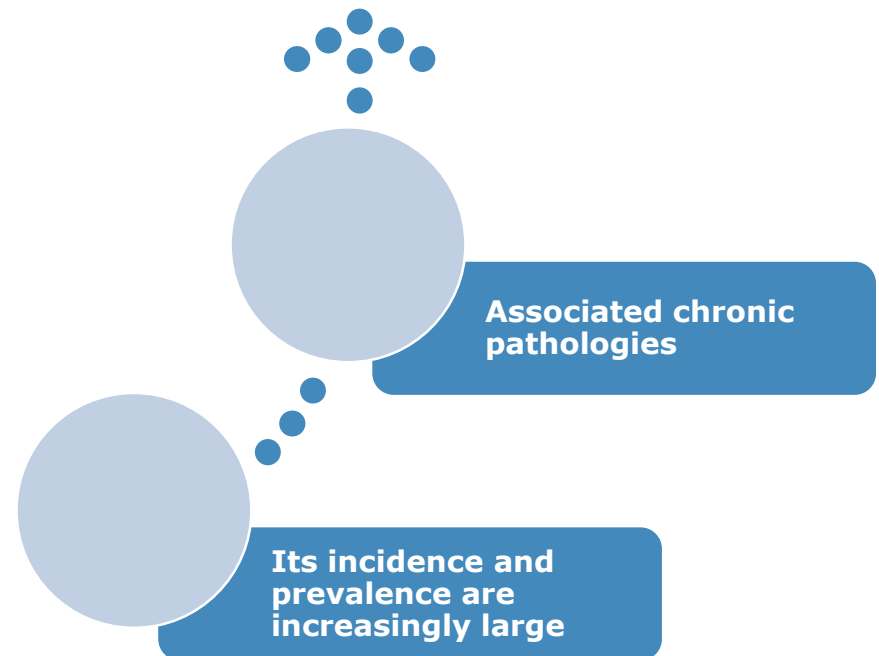 Associated chronic
pathologies
Its incidence and
prevalence are
increasingly large